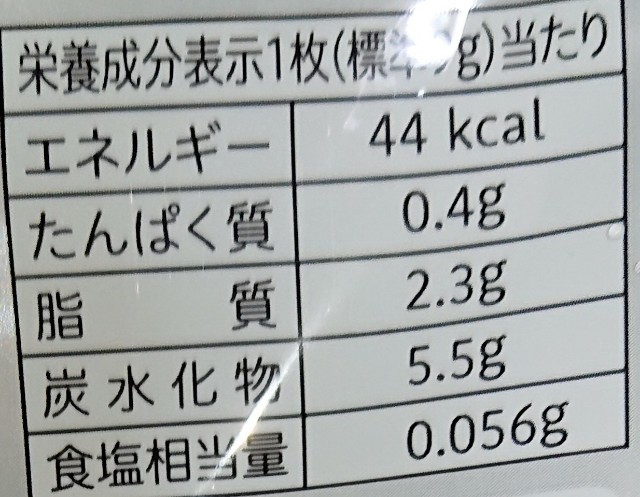 栄養成分表示1枚(標準 g)当たり
エネルギー 44 kcal
たんぱく質 0.4g
脂質 2.3g
炭水化物 5.5g
食塩相当量 0.056g